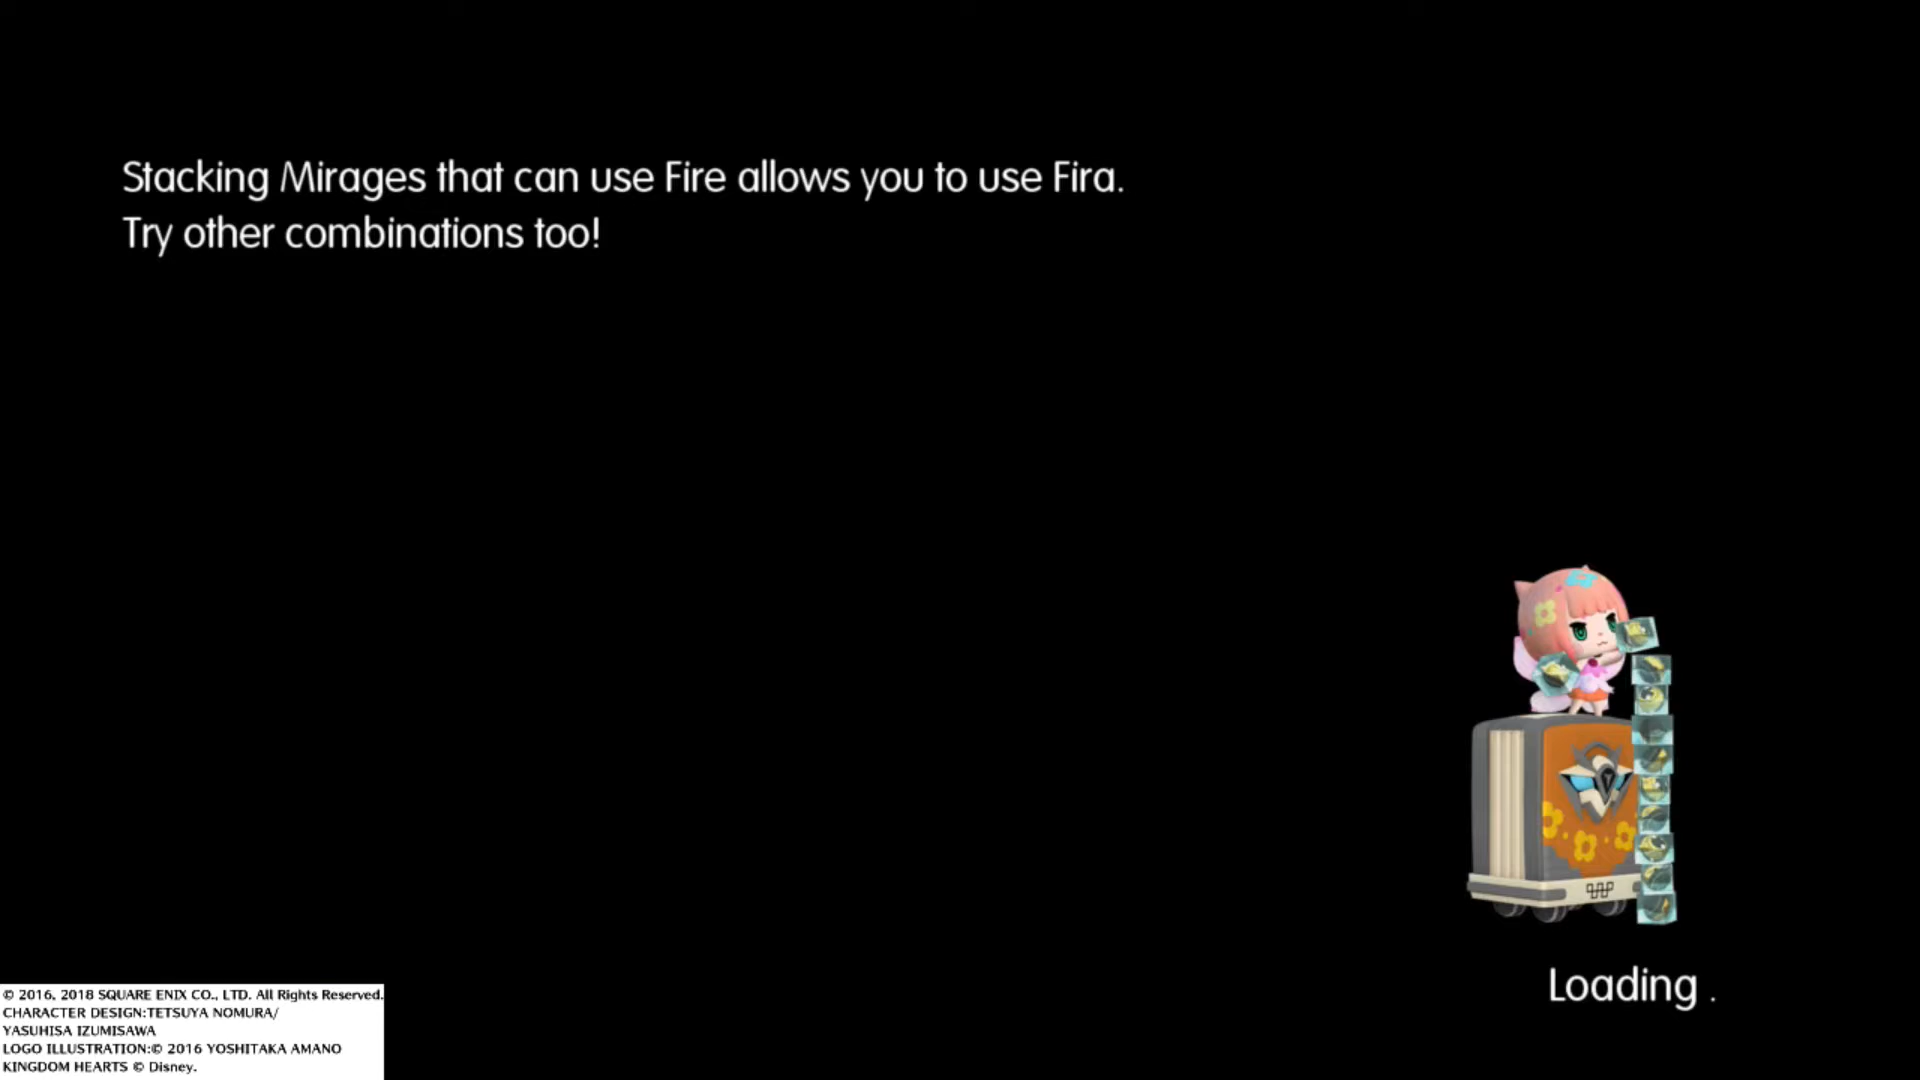 Stacking Mirages that can use Fire allows you to use Fira.
Try other combinations too!
Loading .
© 2016, 2018 SQUARE ENIX CO., LTD. All Rights Reserved.
CHARACTER DESIGN:TETSUYA NOMURA/
YASUHISA IZUMISAWA
LOGO ILLUSTRATION:© 2016 YOSHITAKA AMANO
KINGDOM HEARTS © Disney.